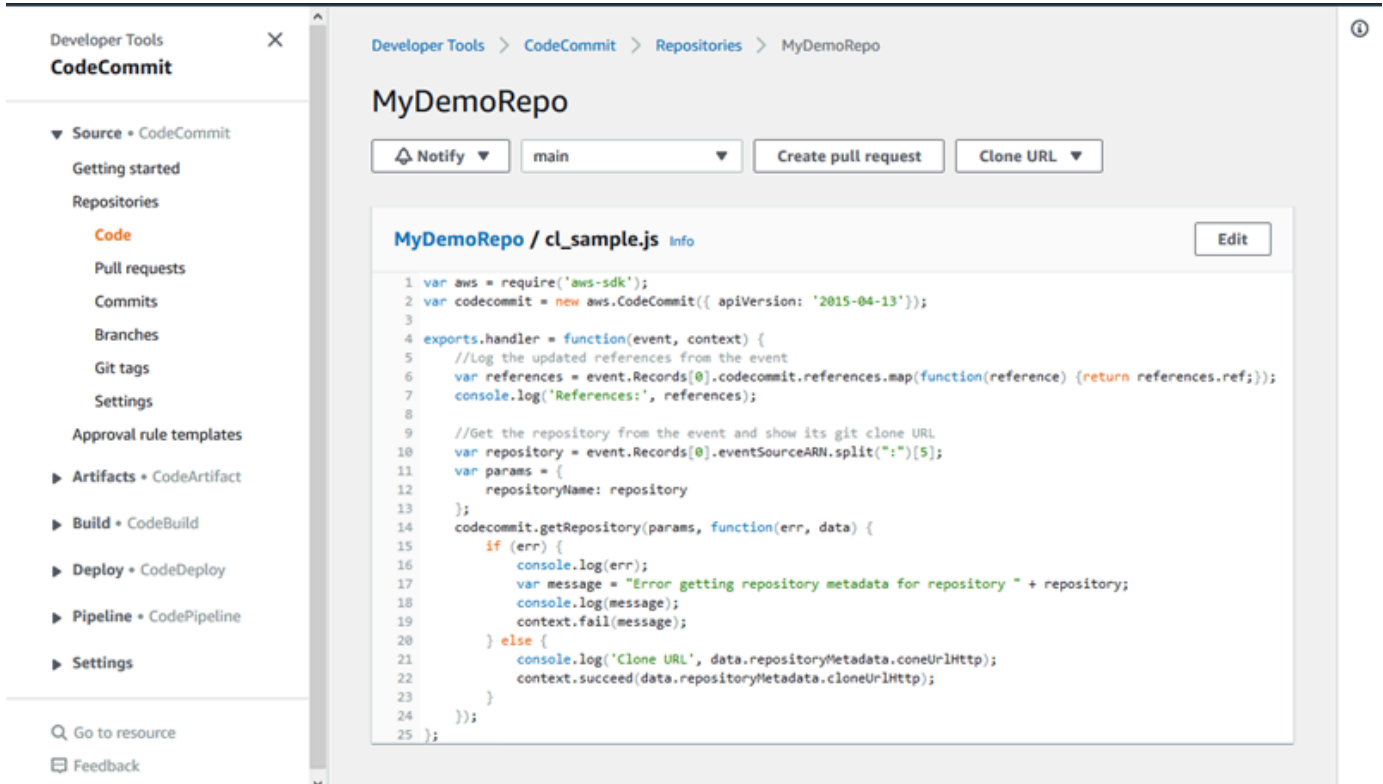 Developer Tools
CodeCommit
Source • CodeCommit
Getting started
Repositories
Code
Pull requests
Commits
Branches
Git tags
Settings
Approval rule templates
Artifacts • CodeArtifact
Build • CodeBuild
Deploy • CodeDeploy
Pipeline • CodePipeline
Settings
Go to resource
Feedback
Developer Tools > CodeCommit > Repositories > MyDemoRepo
MyDemoRepo
Notify main Create pull request Clone URL
MyDemoRepo / cl_sample.js Info Edit
1 var aws = require('aws-sdk');
2 var codecommit = new aws.CodeCommit({ apiVersion: '2015-04-13'});
3
4 exports.handler = function(event, context) {
5     //Log the updated references from the event
6     var references = event.Records[0].codecommit.references.map(function(reference) {return references.ref;});
7     console.log('References:', references);
8
9     //Get the repository from the event and show its git clone URL
10     var repository = event.Records[0].eventSourceARN.split(":")[5];
11     var params = {
12         repositoryName: repository
13     };
14     codecommit.getRepository(params, function(err, data) {
15         if (err) {
16             console.log(err);
17             var message = "Error getting repository metadata for repository " + repository;
18             console.log(message);
19             context.fail(message);
20         } else {
21             console.log('Clone URL', data.repositoryMetadata.coneUrlHttp);
22             context.succeed(data.repositoryMetadata.cloneUrlHttp);
23         }
24     });
25 };